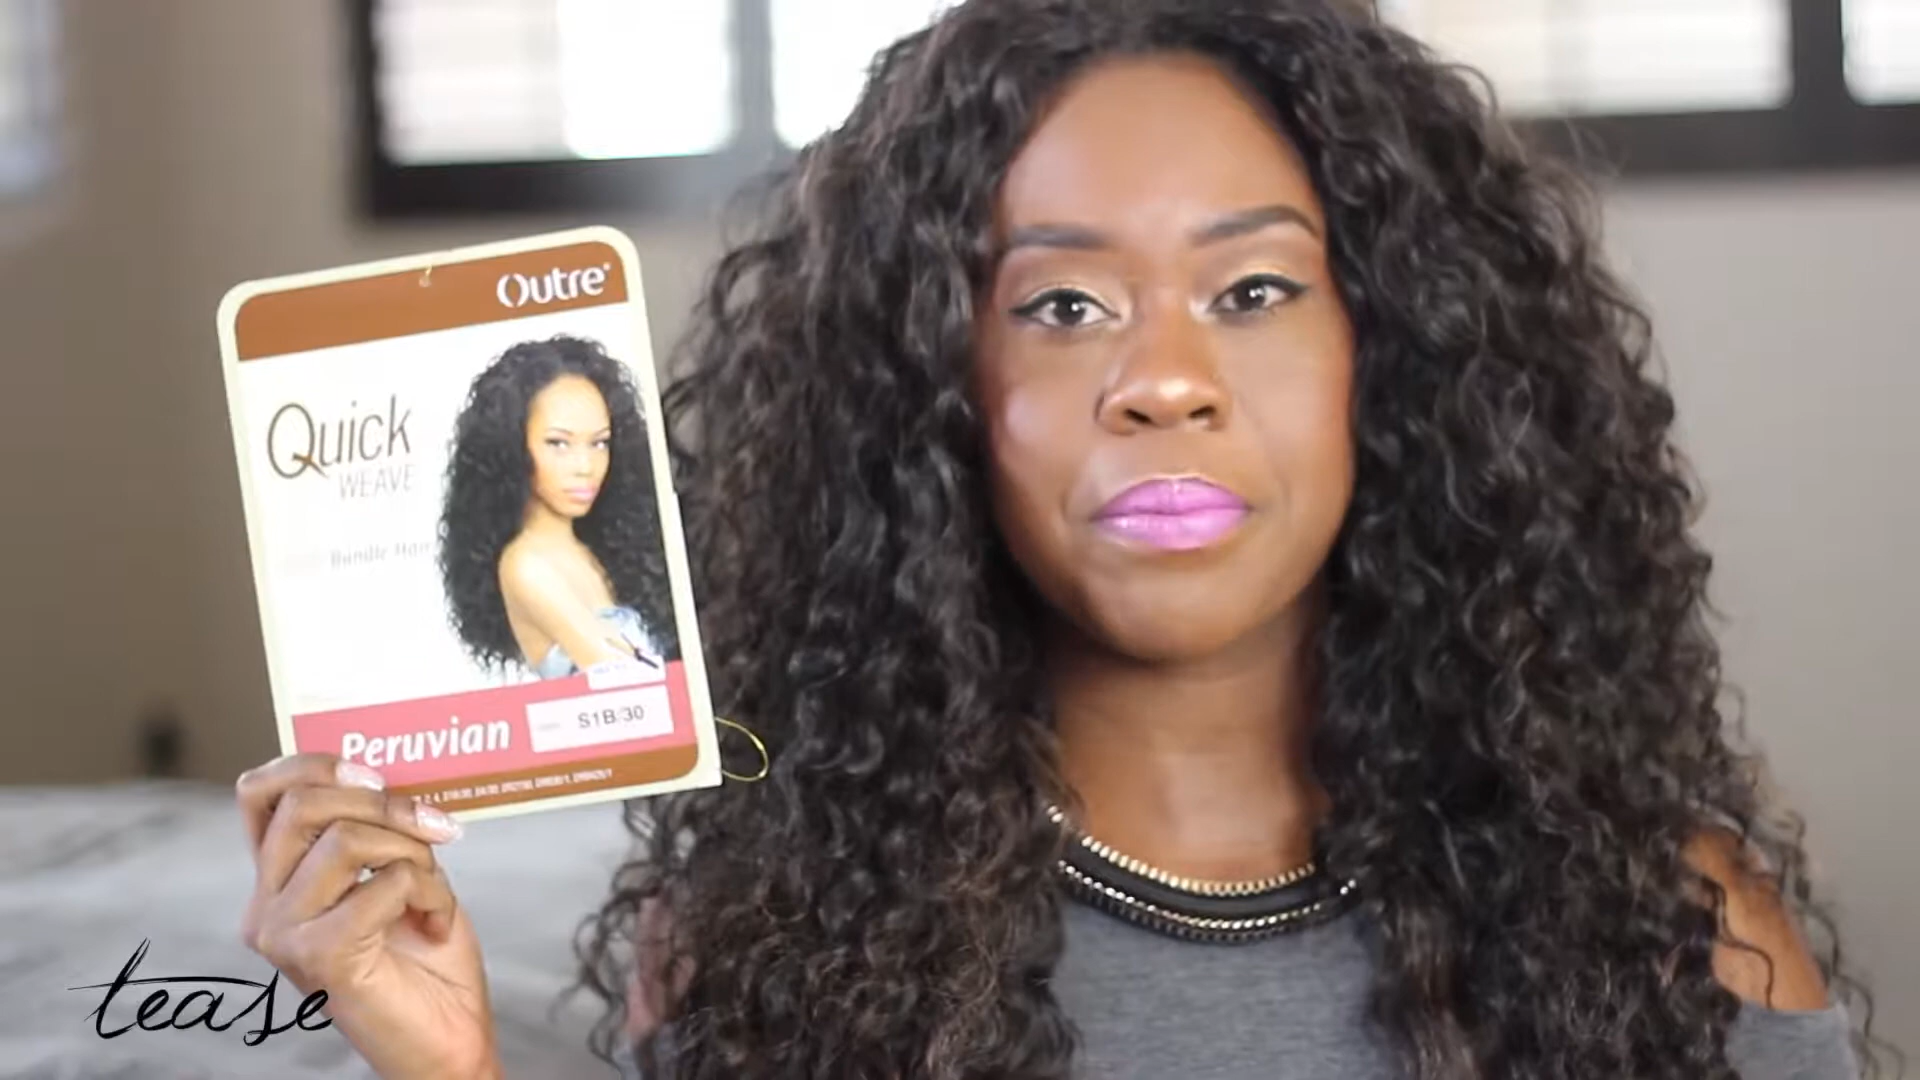 Outre
Quick
WEAVE
Bundle Hair
Peruvian
S1B/30
tease